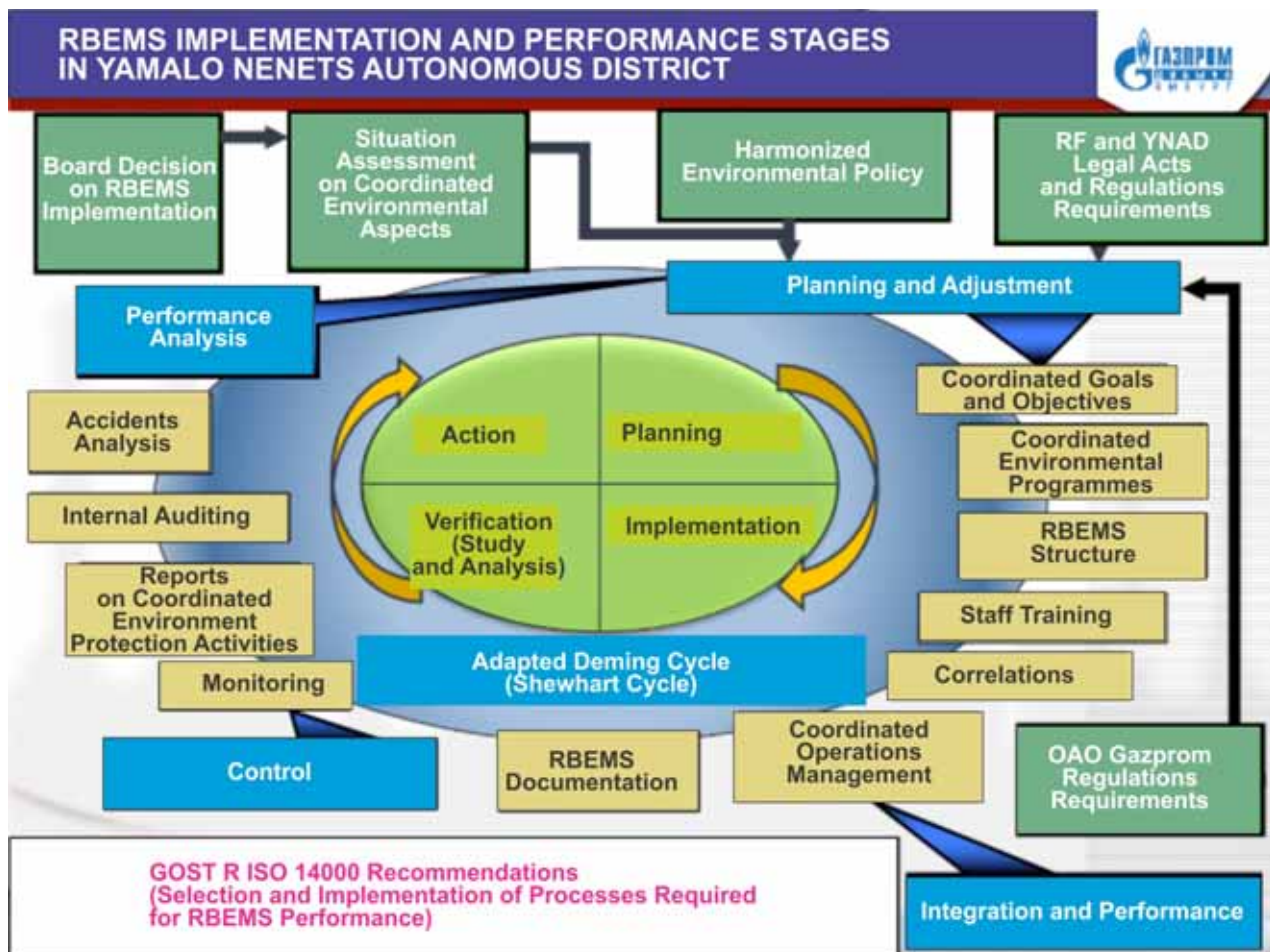 RBEMS IMPLEMENTATION AND PERFORMANCE STAGES
IN YAMALO NENETS AUTONOMOUS DISTRICT
ГАЗПРОМ
ДОБЫЧА
ЯМБУРГ
Board Decision
on RBEMS
Implementation
Situation
Assessment
on Coordinated
Environmental
Aspects
Harmonized
Environmental Policy
RF and YNAD
Legal Acts
and Regulations
Requirements
Planning and Adjustment
Performance
Analysis
Accidents
Analysis
Internal Auditing
Reports
on Coordinated
Environment
Protection Activities
Monitoring
Control
Action
Planning
Verification
(Study
and Analysis)
Implementation
Adapted Deming Cycle
(Shewhart Cycle)
Coordinated Goals
and Objectives
Coordinated
Environmental
Programmes
RBEMS
Structure
Staff Training
Correlations
Coordinated
Operations
Management
RBEMS
Documentation
OAO Gazprom
Regulations
Requirements
Integration and Performance
GOST R ISO 14000 Recommendations
(Selection and Implementation of Processes Required
for RBEMS Performance)